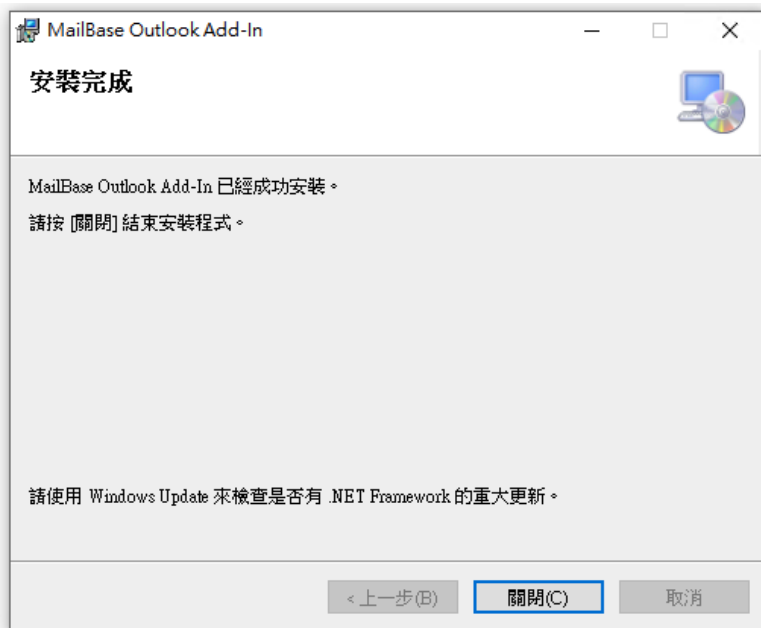 MailBase Outlook Add-In
安裝完成
MailBase Outlook Add-In 已經成功安裝。
請按 [關閉] 結束安裝程式。
請使用 Windows Update 來檢查是否有 .NET Framework 的重大更新。
< 上一步(B)
關閉(C)
取消